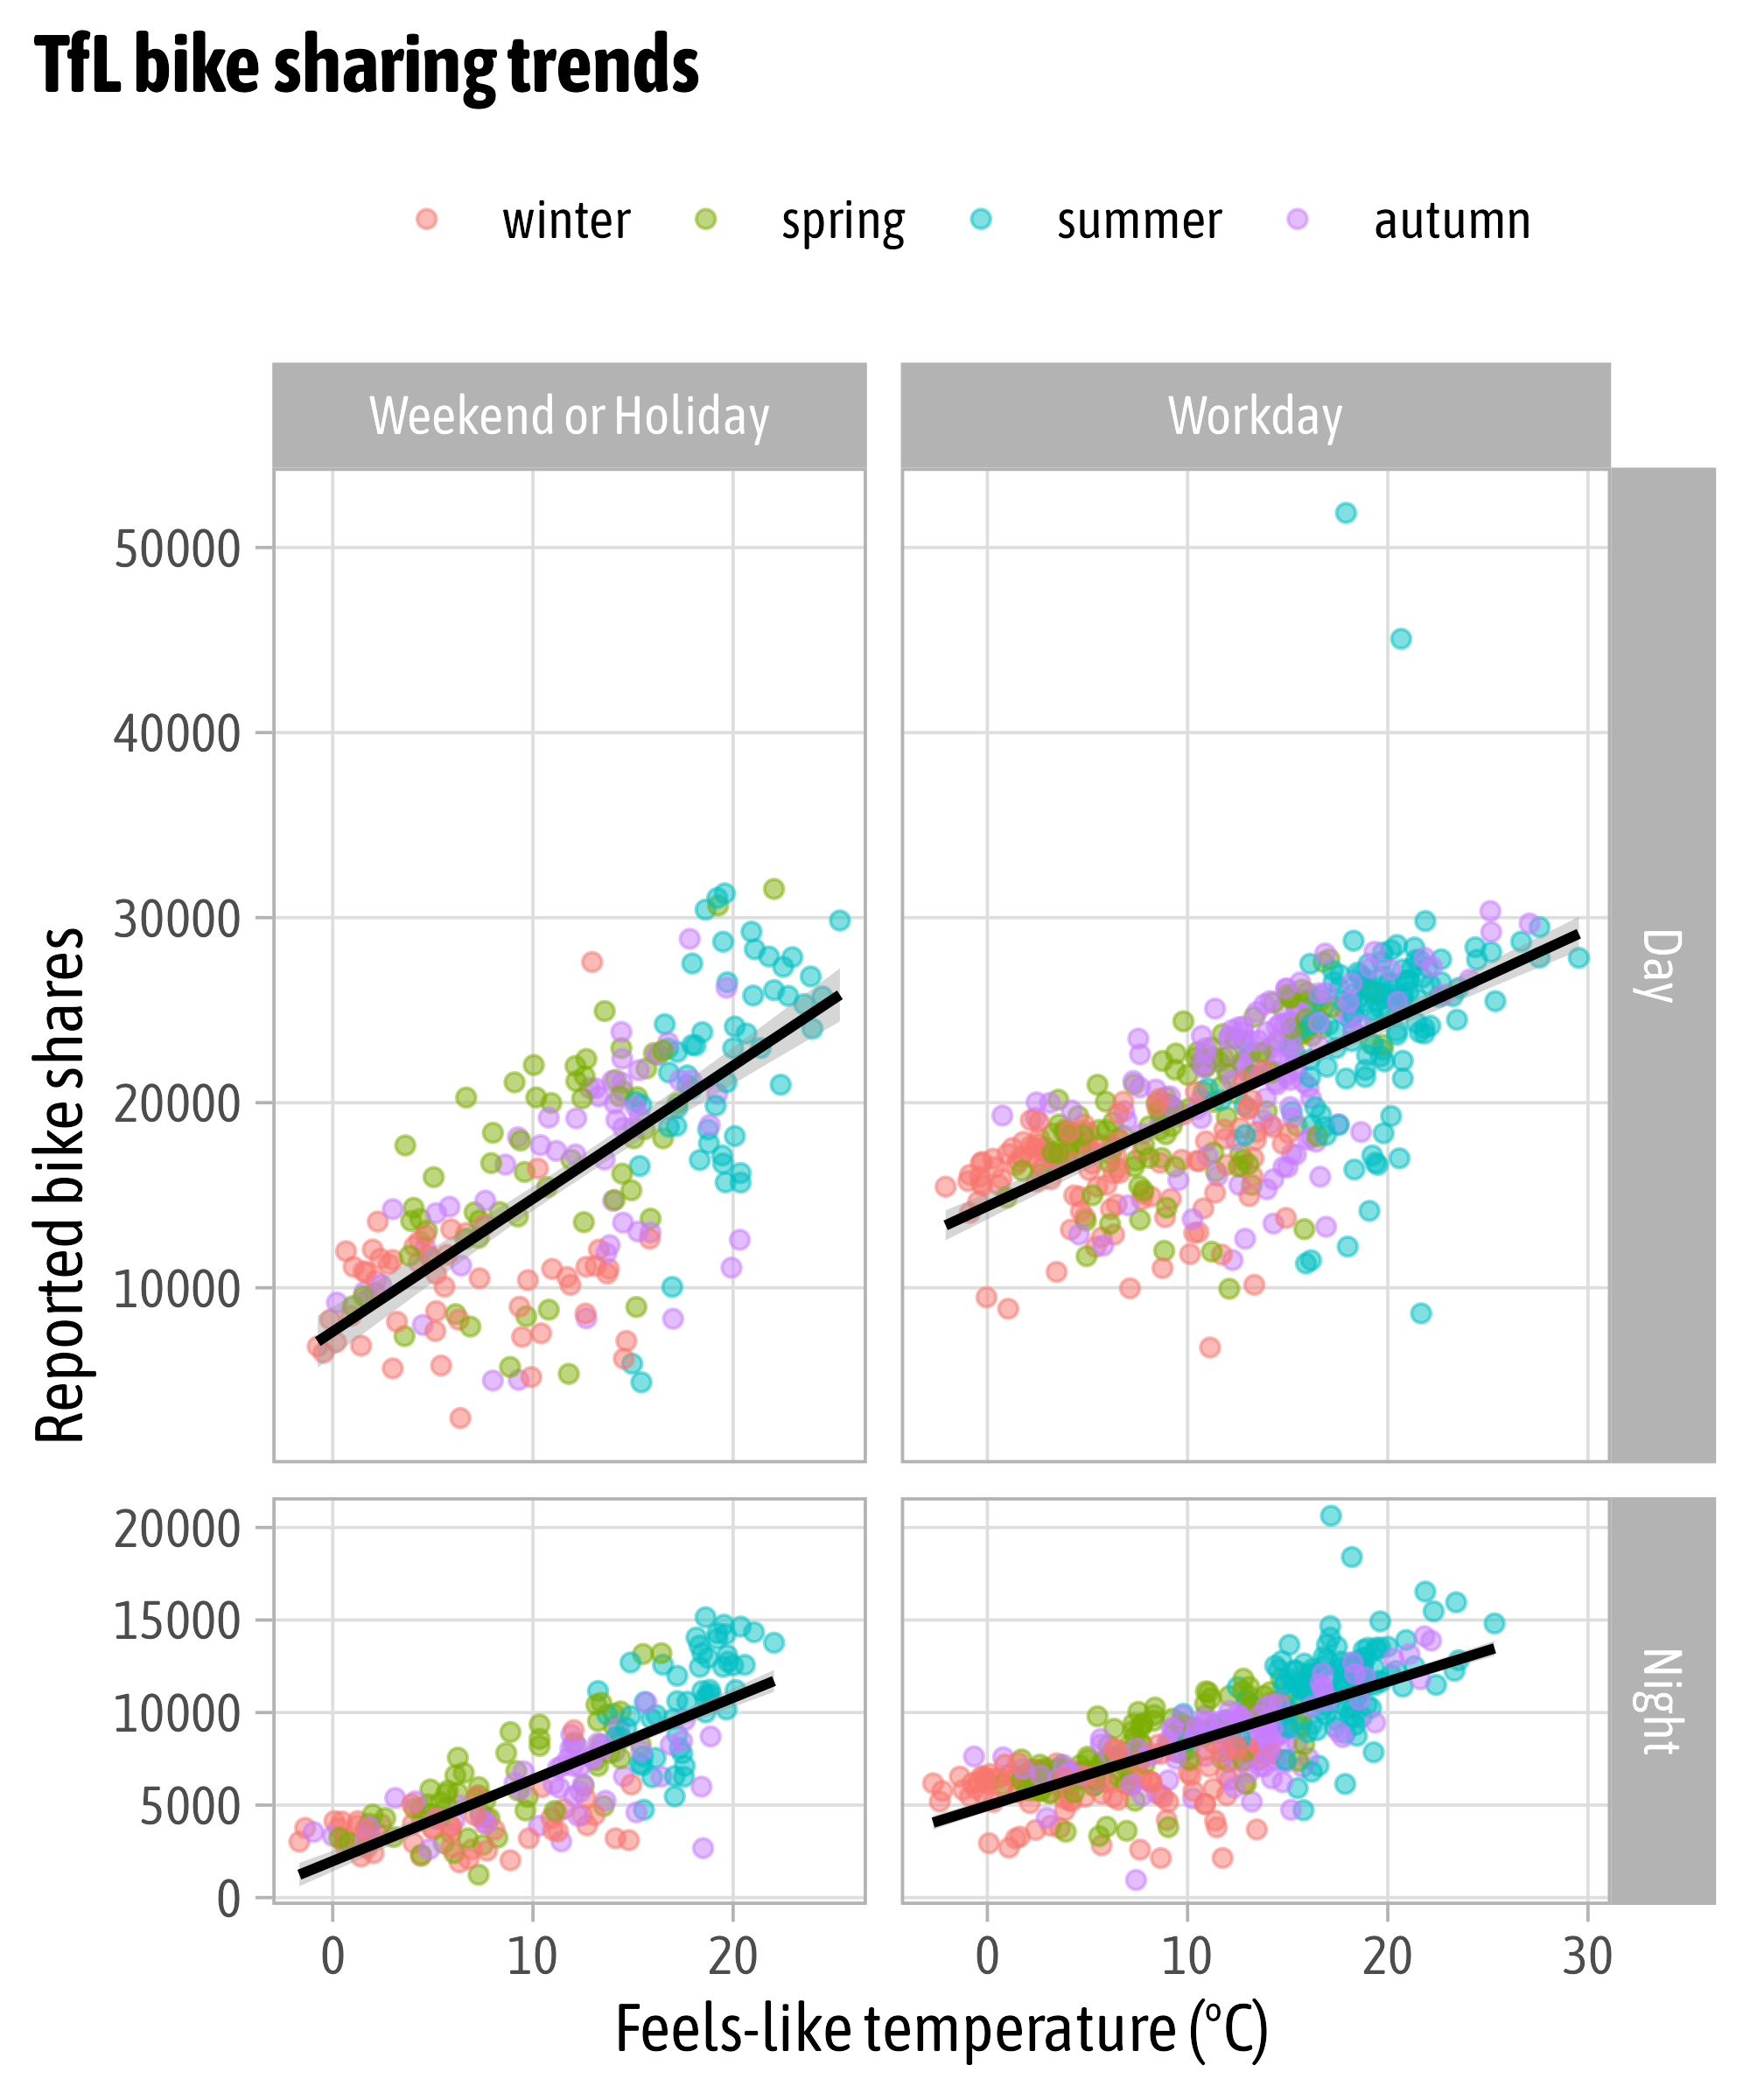 TfL bike sharing trends
winter spring summer autumn
Weekend or Holiday Workday
50000
40000
30000
20000
10000
Day
Reported bike shares
20000
15000
10000
5000
0
Night
0 10 20 0 10 20 30
Feels-like temperature (°C)